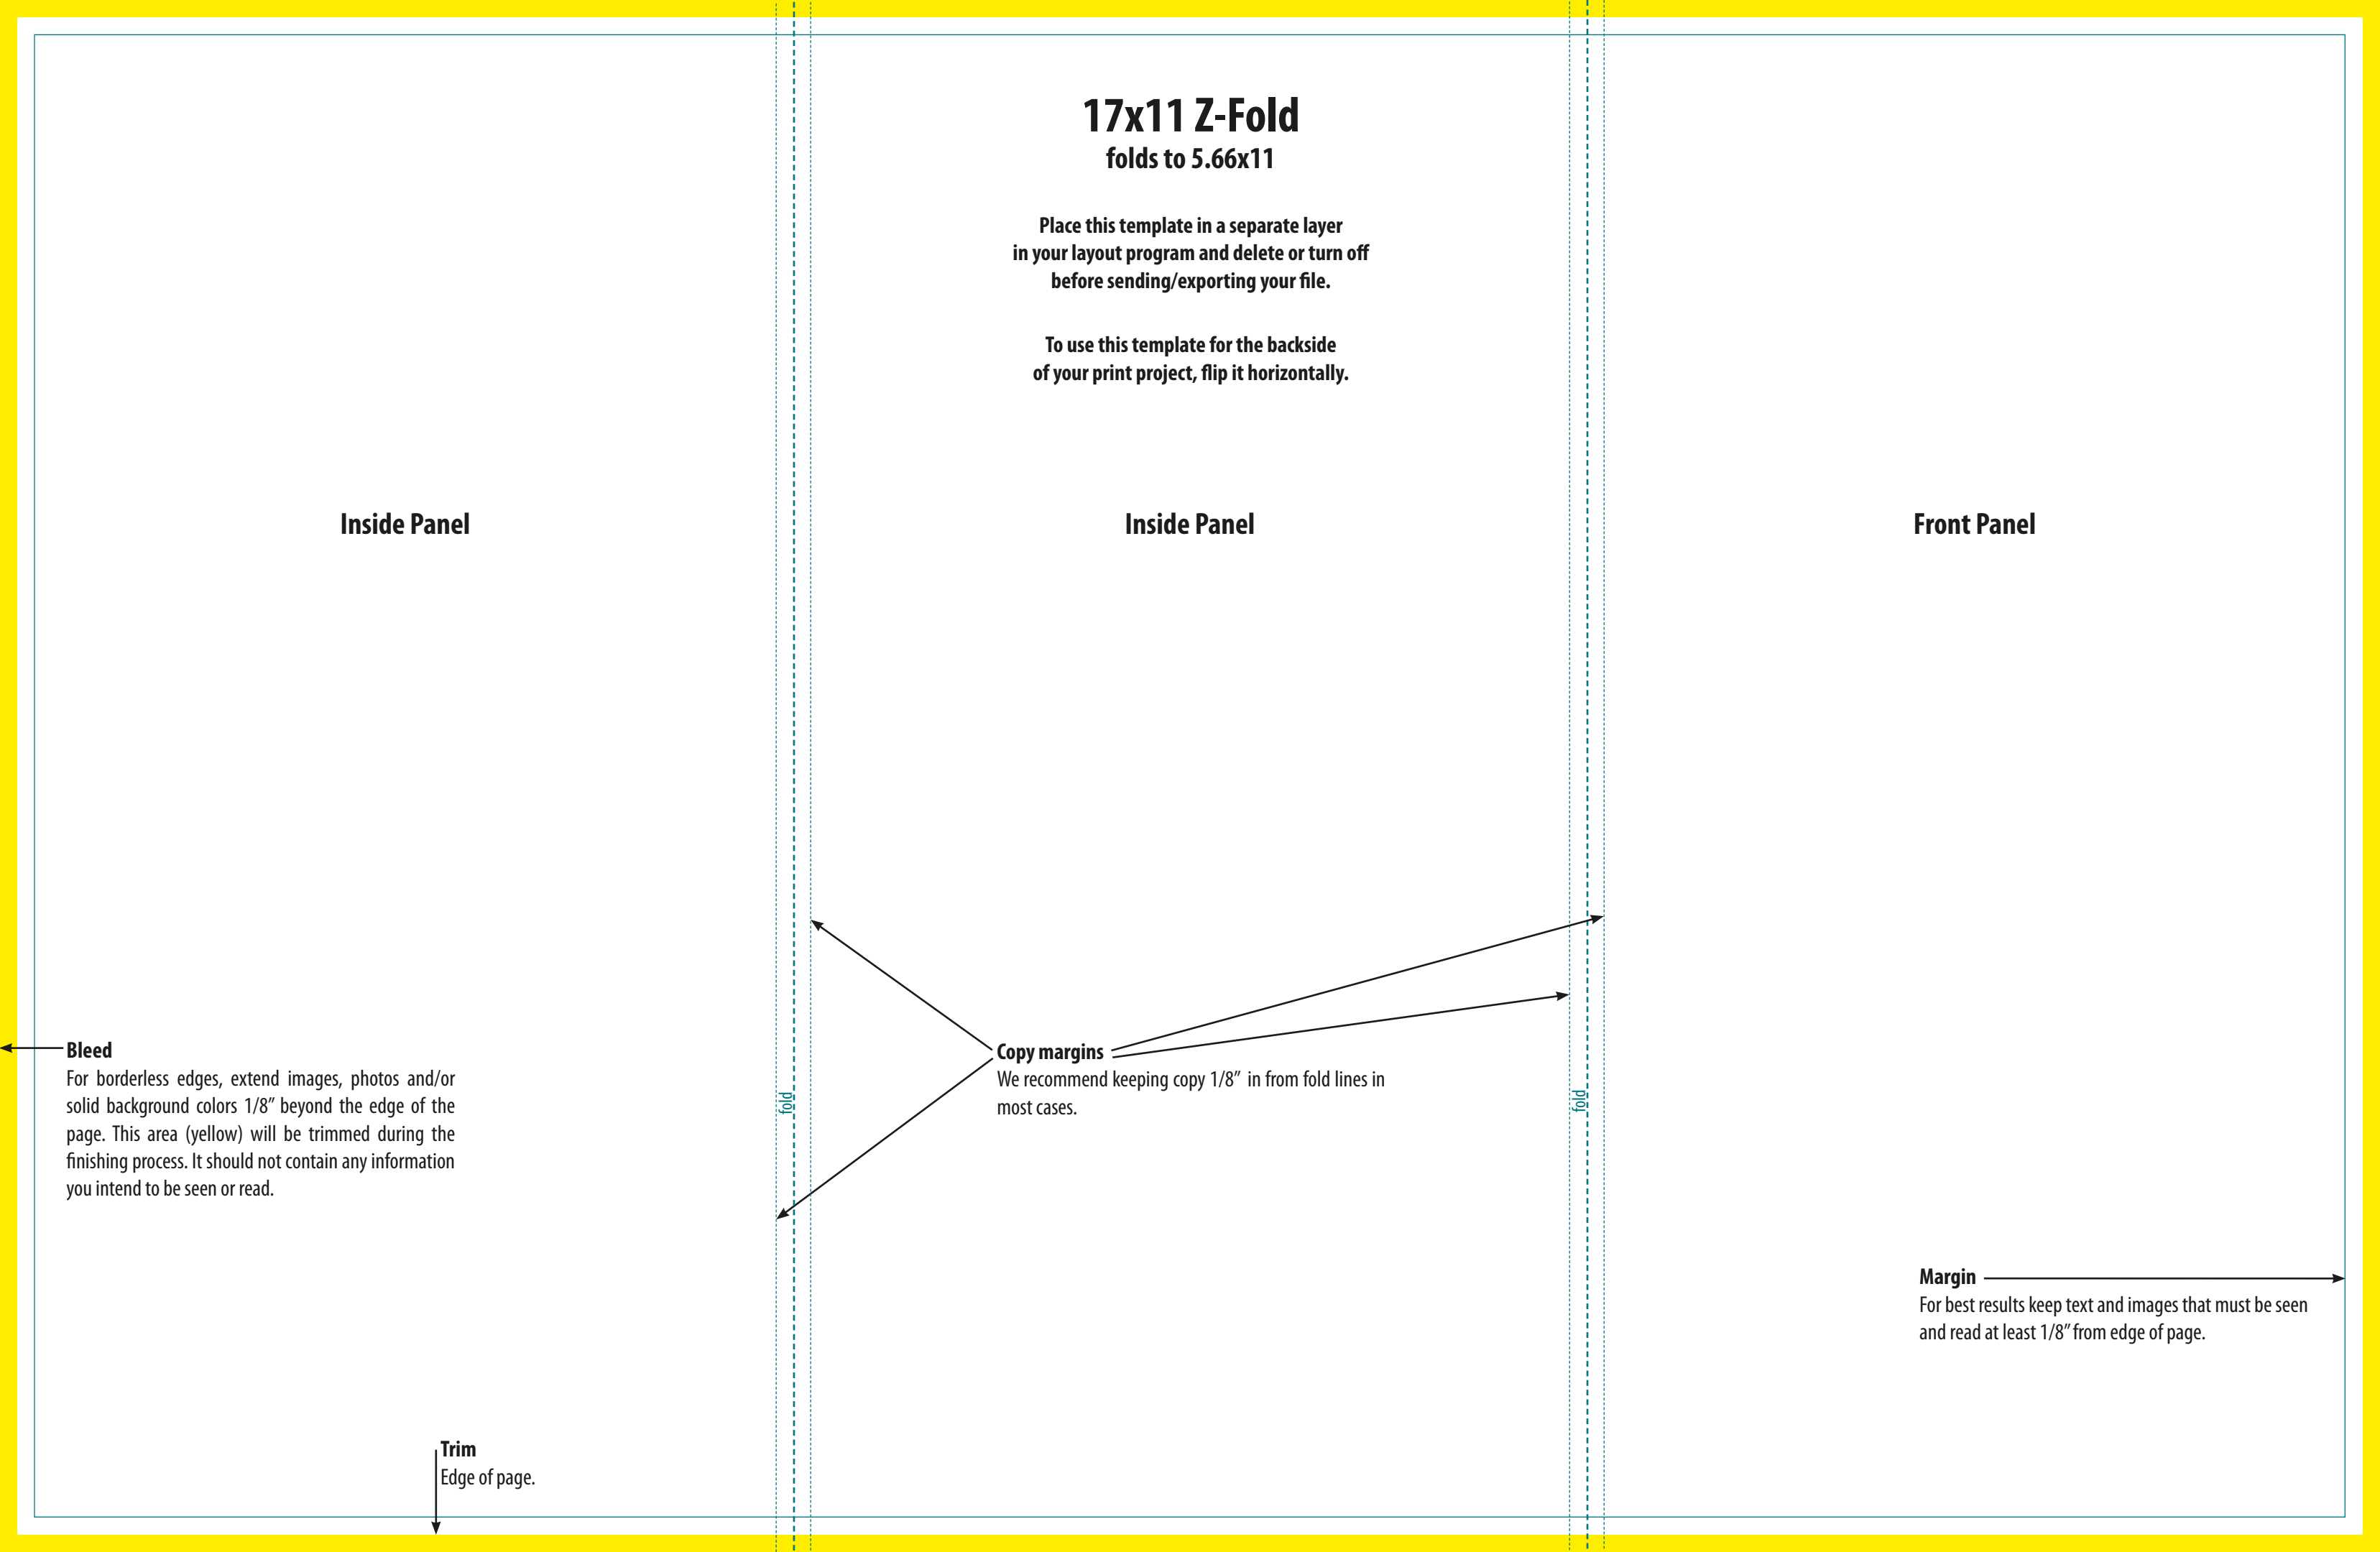 17x11 Z-Fold
folds to 5.66x11
Place this template in a separate layer
in your layout program and delete or turn off
before sending/exporting your file.
To use this template for the backside
of your print project, flip it horizontally.
Inside Panel
Inside Panel
Front Panel
Bleed
For borderless edges, extend images, photos and/or
solid background colors 1/8” beyond the edge of the
page. This area (yellow) will be trimmed during the
finishing process. It should not contain any information
you intend to be seen or read.
fold
Copy margins
We recommend keeping copy 1/8” in from fold lines in
most cases.
fold
Margin
For best results keep text and images that must be seen
and read at least 1/8” from edge of page.
Trim
Edge of page.